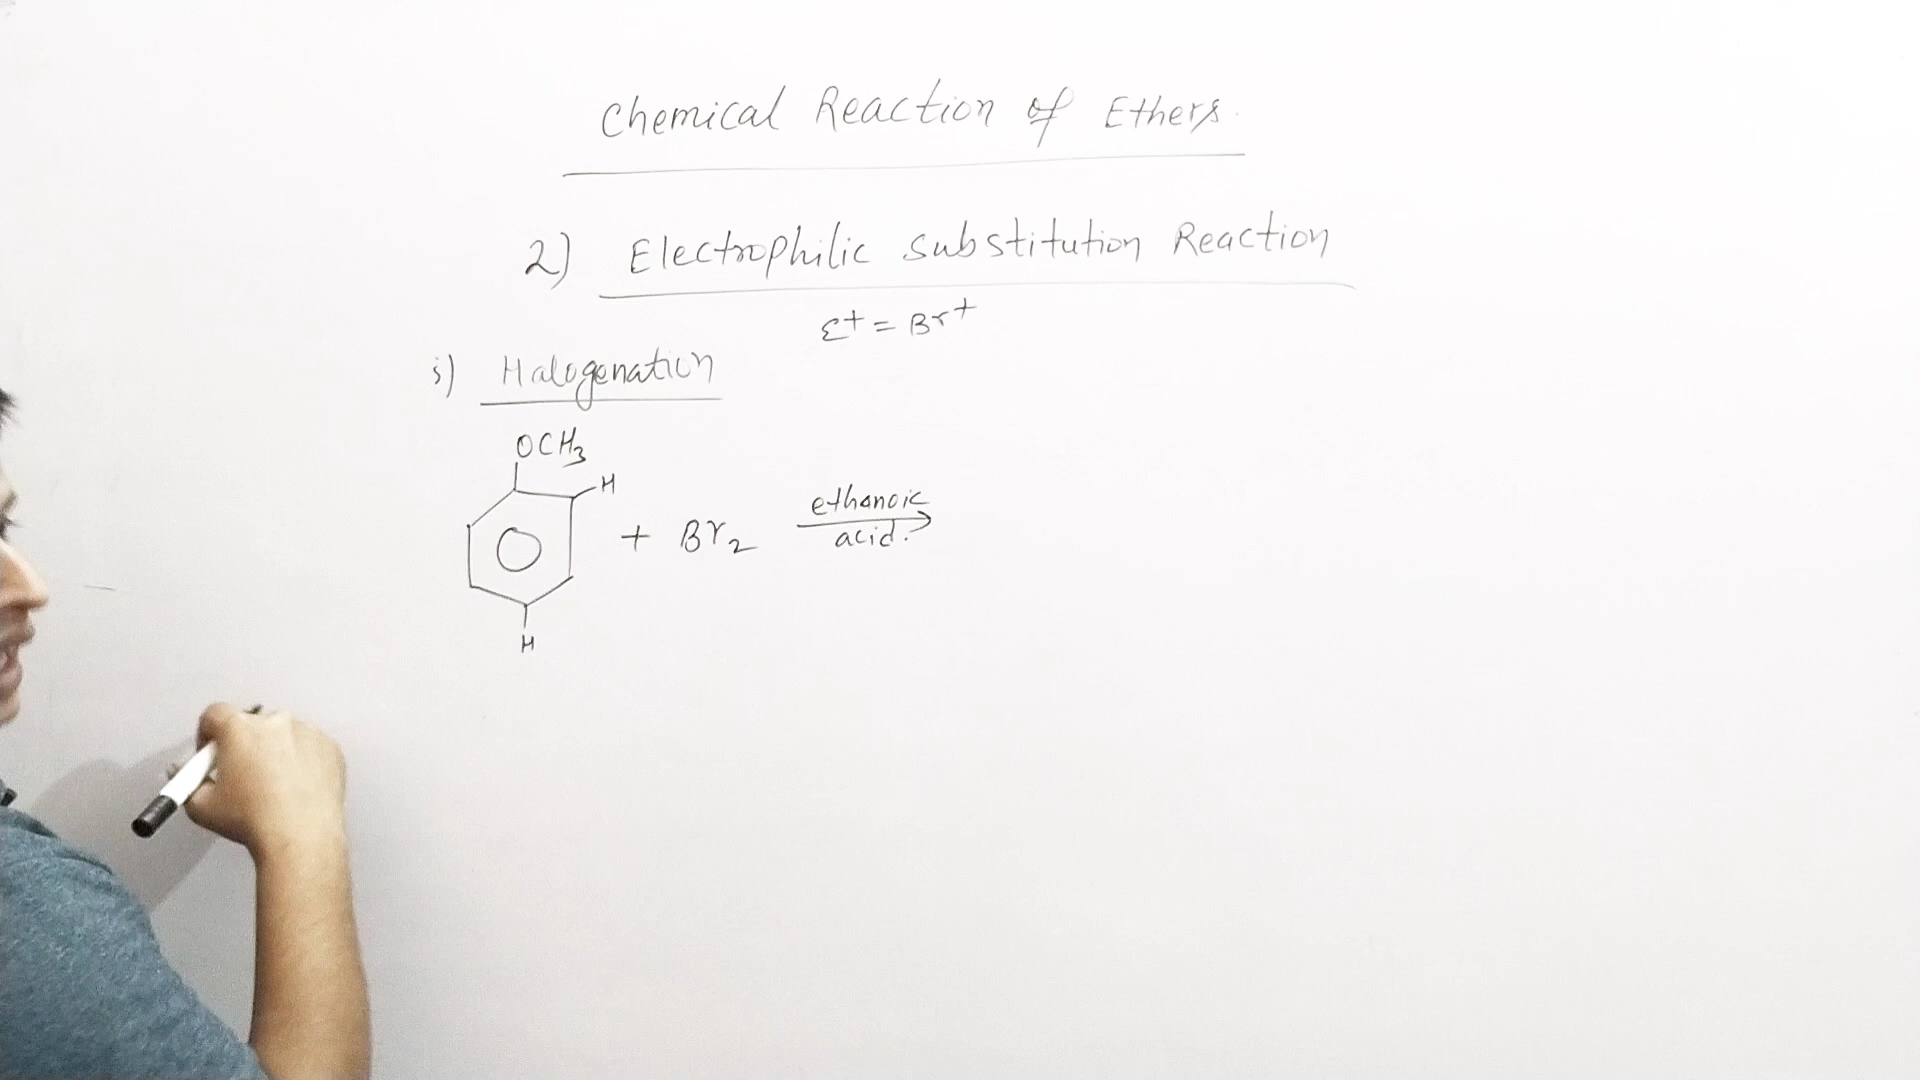 Chemical Reaction of Ethers.
2) Electrophilic substitution Reaction
E+ = Br+
i) Halogenation
OCH3
H
+ Br2
ethanoic
acid.
H